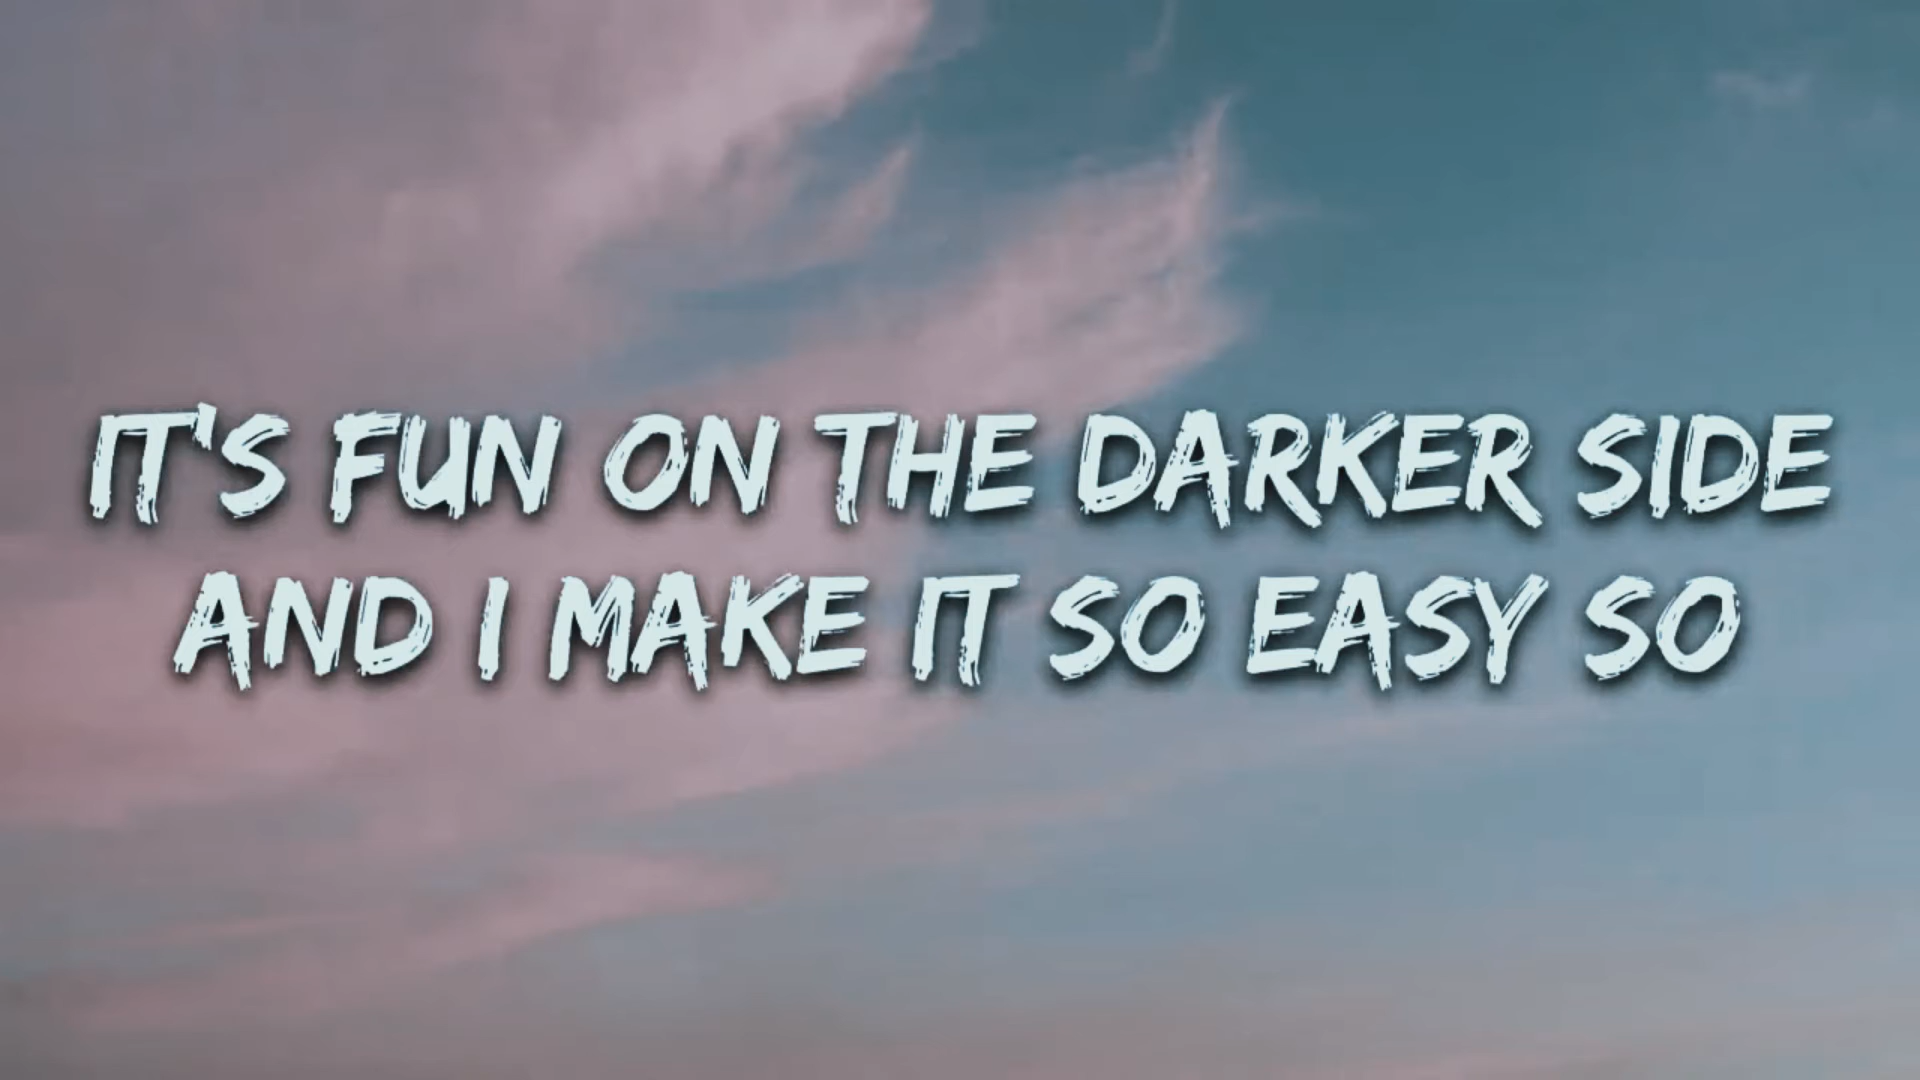 IT'S FUN ON THE DARKER SIDE
AND I MAKE IT SO EASY SO